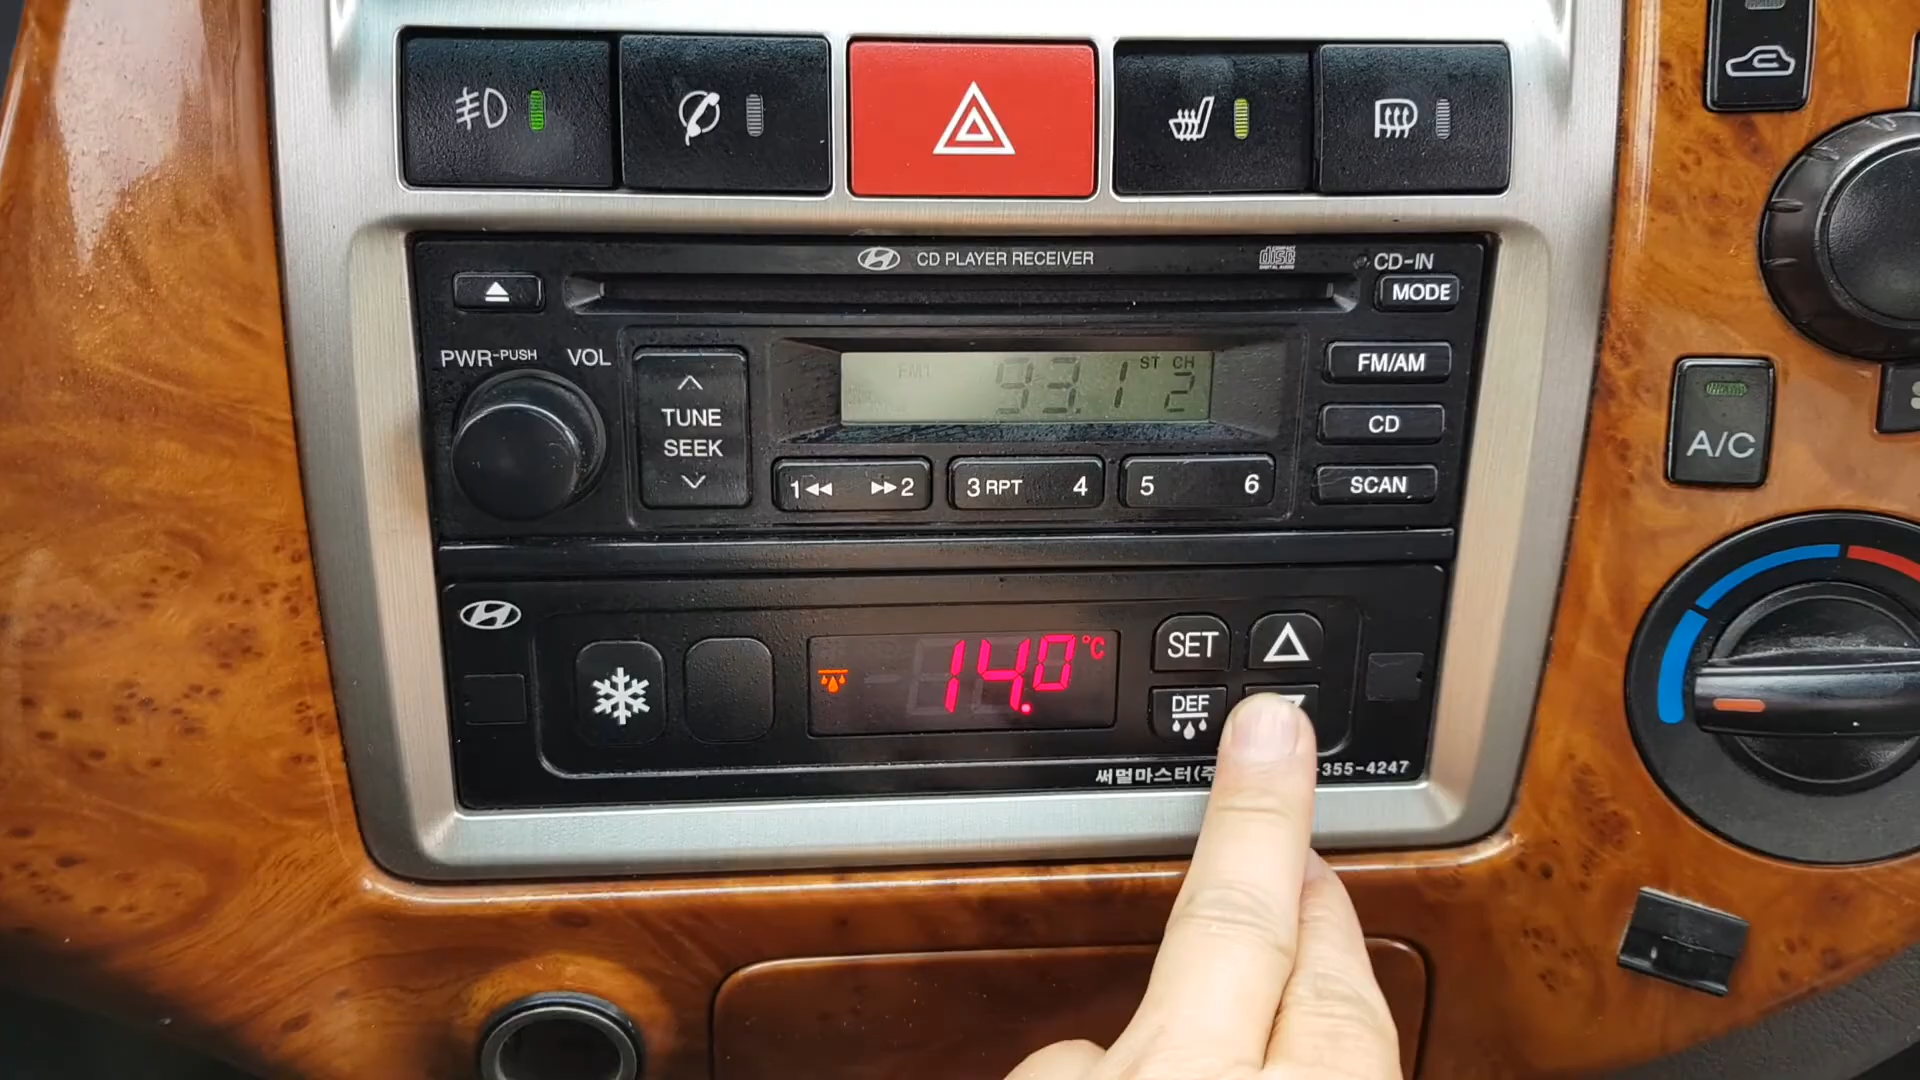 CD PLAYER RECEIVER
disc
CD-IN
MODE
PWR-PUSH VOL
TUNE
SEEK
FM1 93.1 ST CH 2
FM/AM
CD
SCAN
1 2
3 RPT 4
5 6
A/C
14.0 °C
SET
DEF
써멀마스터(주
-355-4247